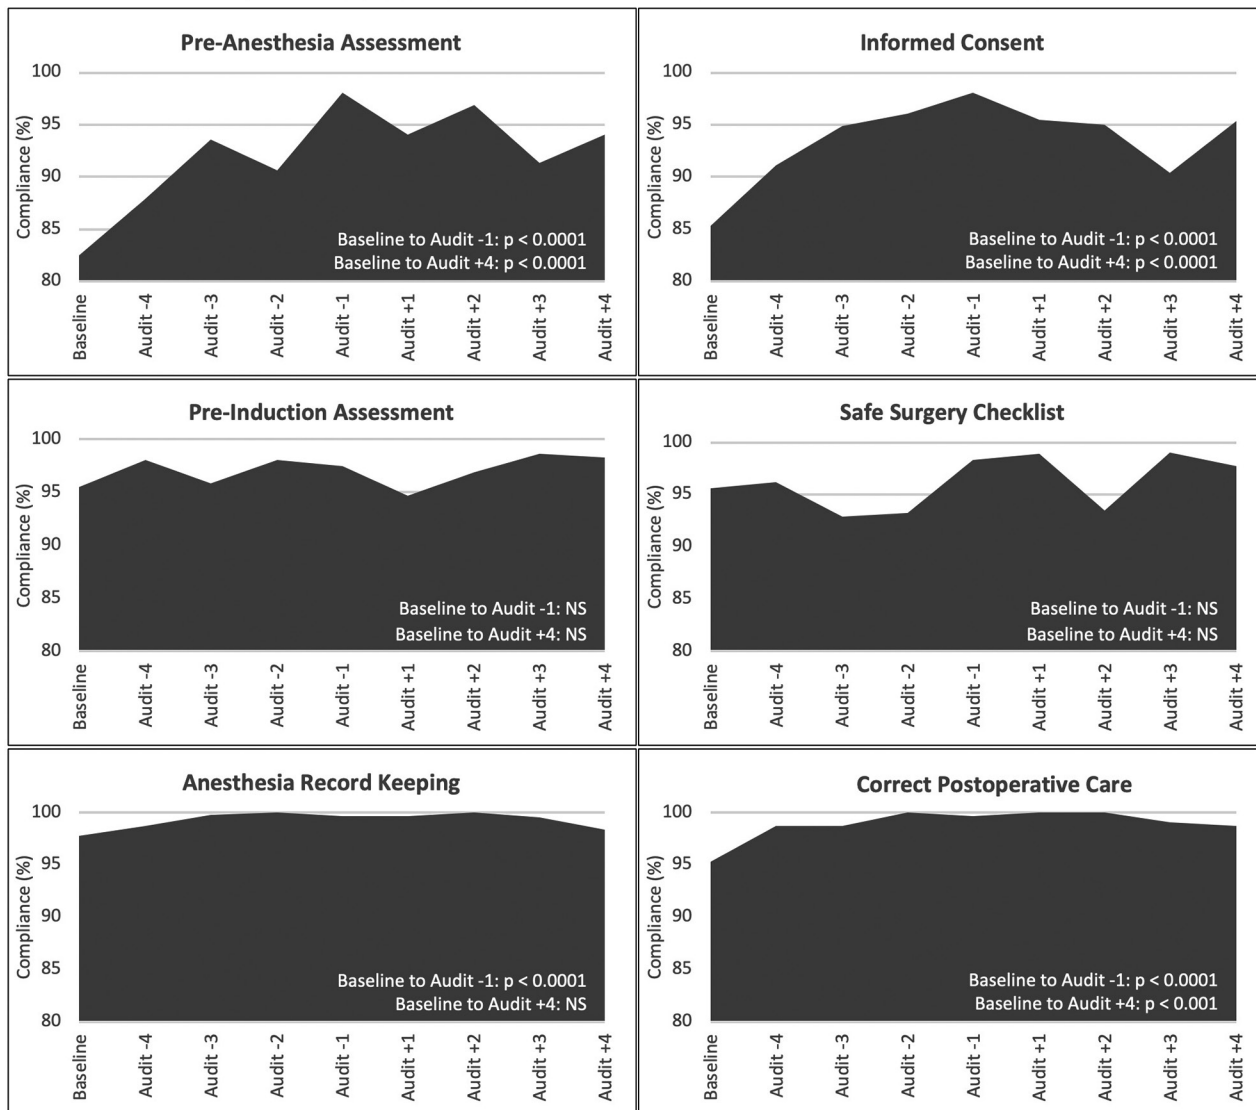 Pre-Anesthesia Assessment
Compliance (%)
100
95
90
85
80
Baseline to Audit -1: p < 0.0001
Baseline to Audit +4: p < 0.0001
Baseline
Audit -4
Audit -3
Audit -2
Audit -1
Audit +1
Audit +2
Audit +3
Audit +4
Informed Consent
Compliance (%)
100
95
90
85
80
Baseline to Audit -1: p < 0.0001
Baseline to Audit +4: p < 0.0001
Baseline
Audit -4
Audit -3
Audit -2
Audit -1
Audit +1
Audit +2
Audit +3
Audit +4
Pre-Induction Assessment
Compliance (%)
100
95
90
85
80
Baseline to Audit -1: NS
Baseline to Audit +4: NS
Baseline
Audit -4
Audit -3
Audit -2
Audit -1
Audit +1
Audit +2
Audit +3
Audit +4
Safe Surgery Checklist
Compliance (%)
100
95
90
85
80
Baseline to Audit -1: NS
Baseline to Audit +4: NS
Baseline
Audit -4
Audit -3
Audit -2
Audit -1
Audit +1
Audit +2
Audit +3
Audit +4
Anesthesia Record Keeping
Compliance (%)
100
95
90
85
80
Baseline to Audit -1: p < 0.0001
Baseline to Audit +4: NS
Baseline
Audit -4
Audit -3
Audit -2
Audit -1
Audit +1
Audit +2
Audit +3
Audit +4
Correct Postoperative Care
Compliance (%)
100
95
90
85
80
Baseline to Audit -1: p < 0.0001
Baseline to Audit +4: p < 0.001
Baseline
Audit -4
Audit -3
Audit -2
Audit -1
Audit +1
Audit +2
Audit +3
Audit +4